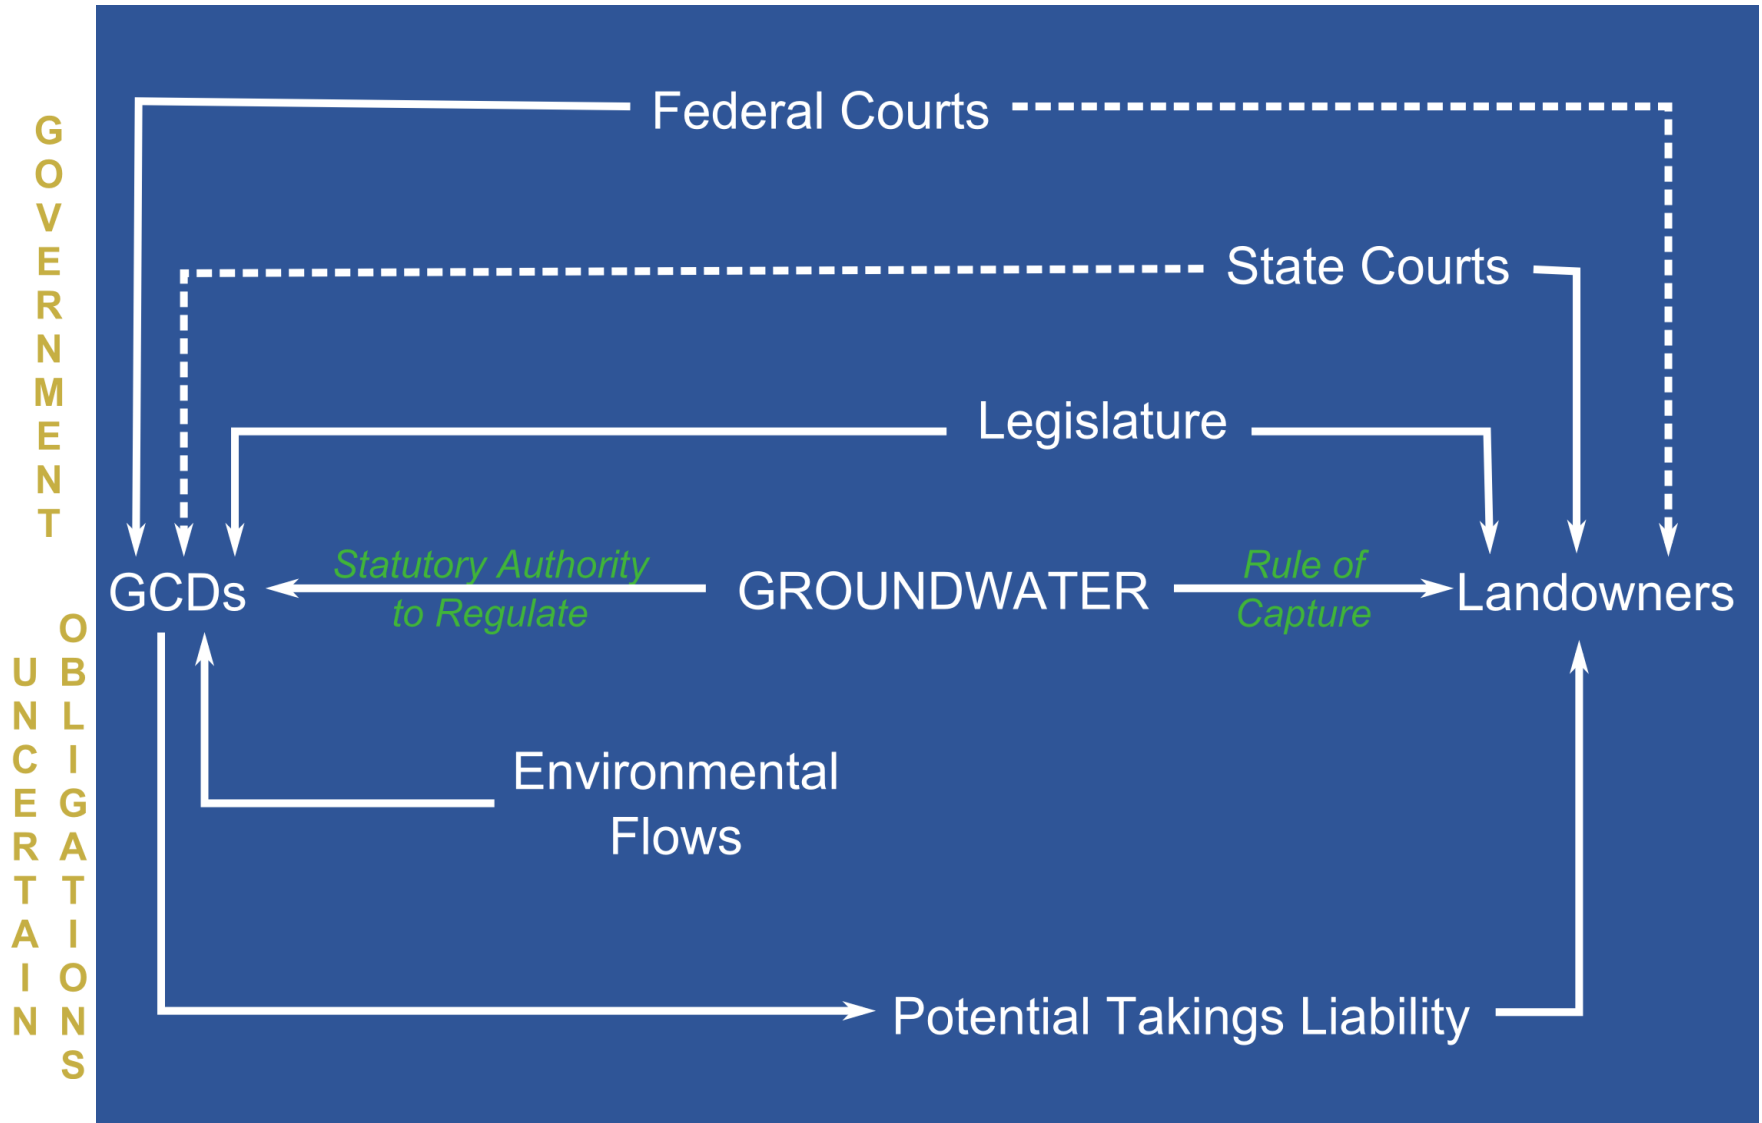 GOVERNMENT
UNCERTAIN
OBLIGATIONS
Federal Courts
State Courts
Legislature
GCDs
Statutory Authority
to Regulate
GROUNDWATER
Rule of
Capture
Landowners
Environmental
Flows
Potential Takings Liability